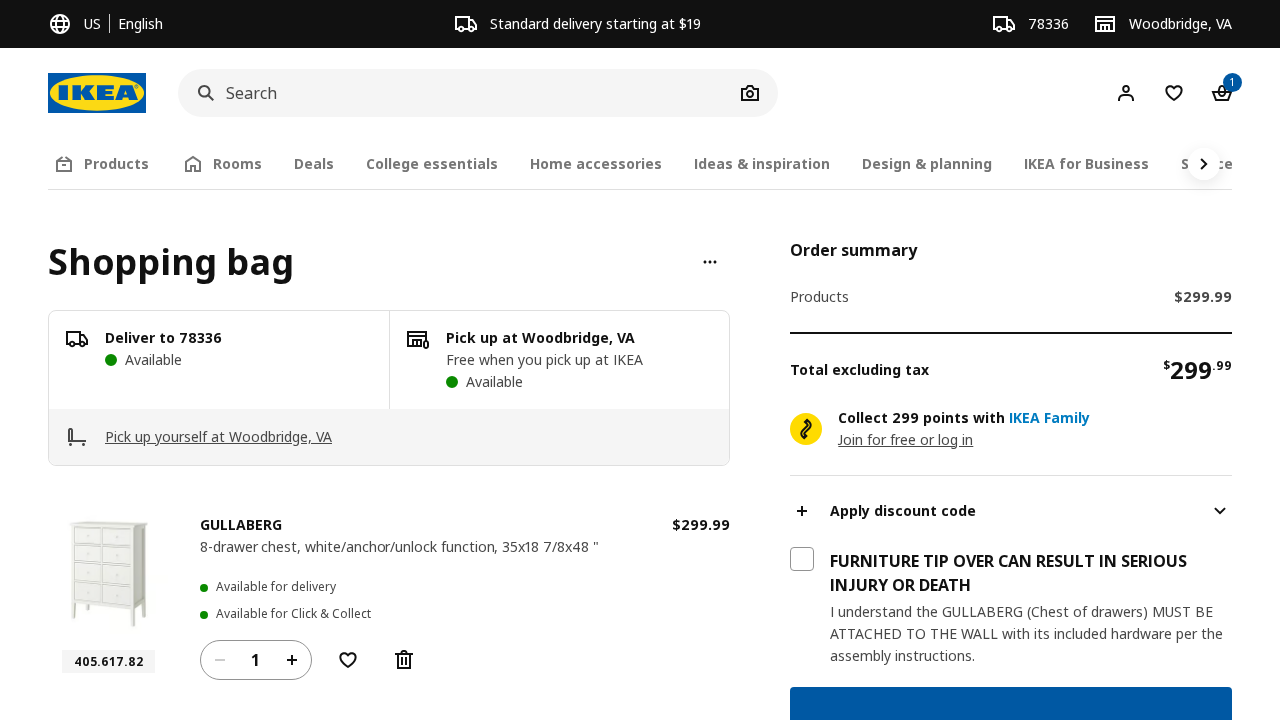 US English
Standard delivery starting at $19
78336
Woodbridge, VA
IKEA
Search
1
Products
Rooms
Deals
College essentials
Home accessories
Ideas & inspiration
Design & planning
IKEA for Business
Shopping bag
Deliver to 78336
Available
Pick up at Woodbridge, VA
Free when you pick up at IKEA
Available
Pick up yourself at Woodbridge, VA
GULLABERG
$299.99
8-drawer chest, white/anchor/unlock function, 35x18 7/8x48 "
Available for delivery
Available for Click & Collect
1
405.617.82
Order summary
Products $299.99
Total excluding tax $299.99
Collect 299 points with IKEA Family
Join for free or log in
Apply discount code
FURNITURE TIP OVER CAN RESULT IN SERIOUS
INJURY OR DEATH
I understand the GULLABERG (Chest of drawers) MUST BE
ATTACHED TO THE WALL with its included hardware per the
assembly instructions.